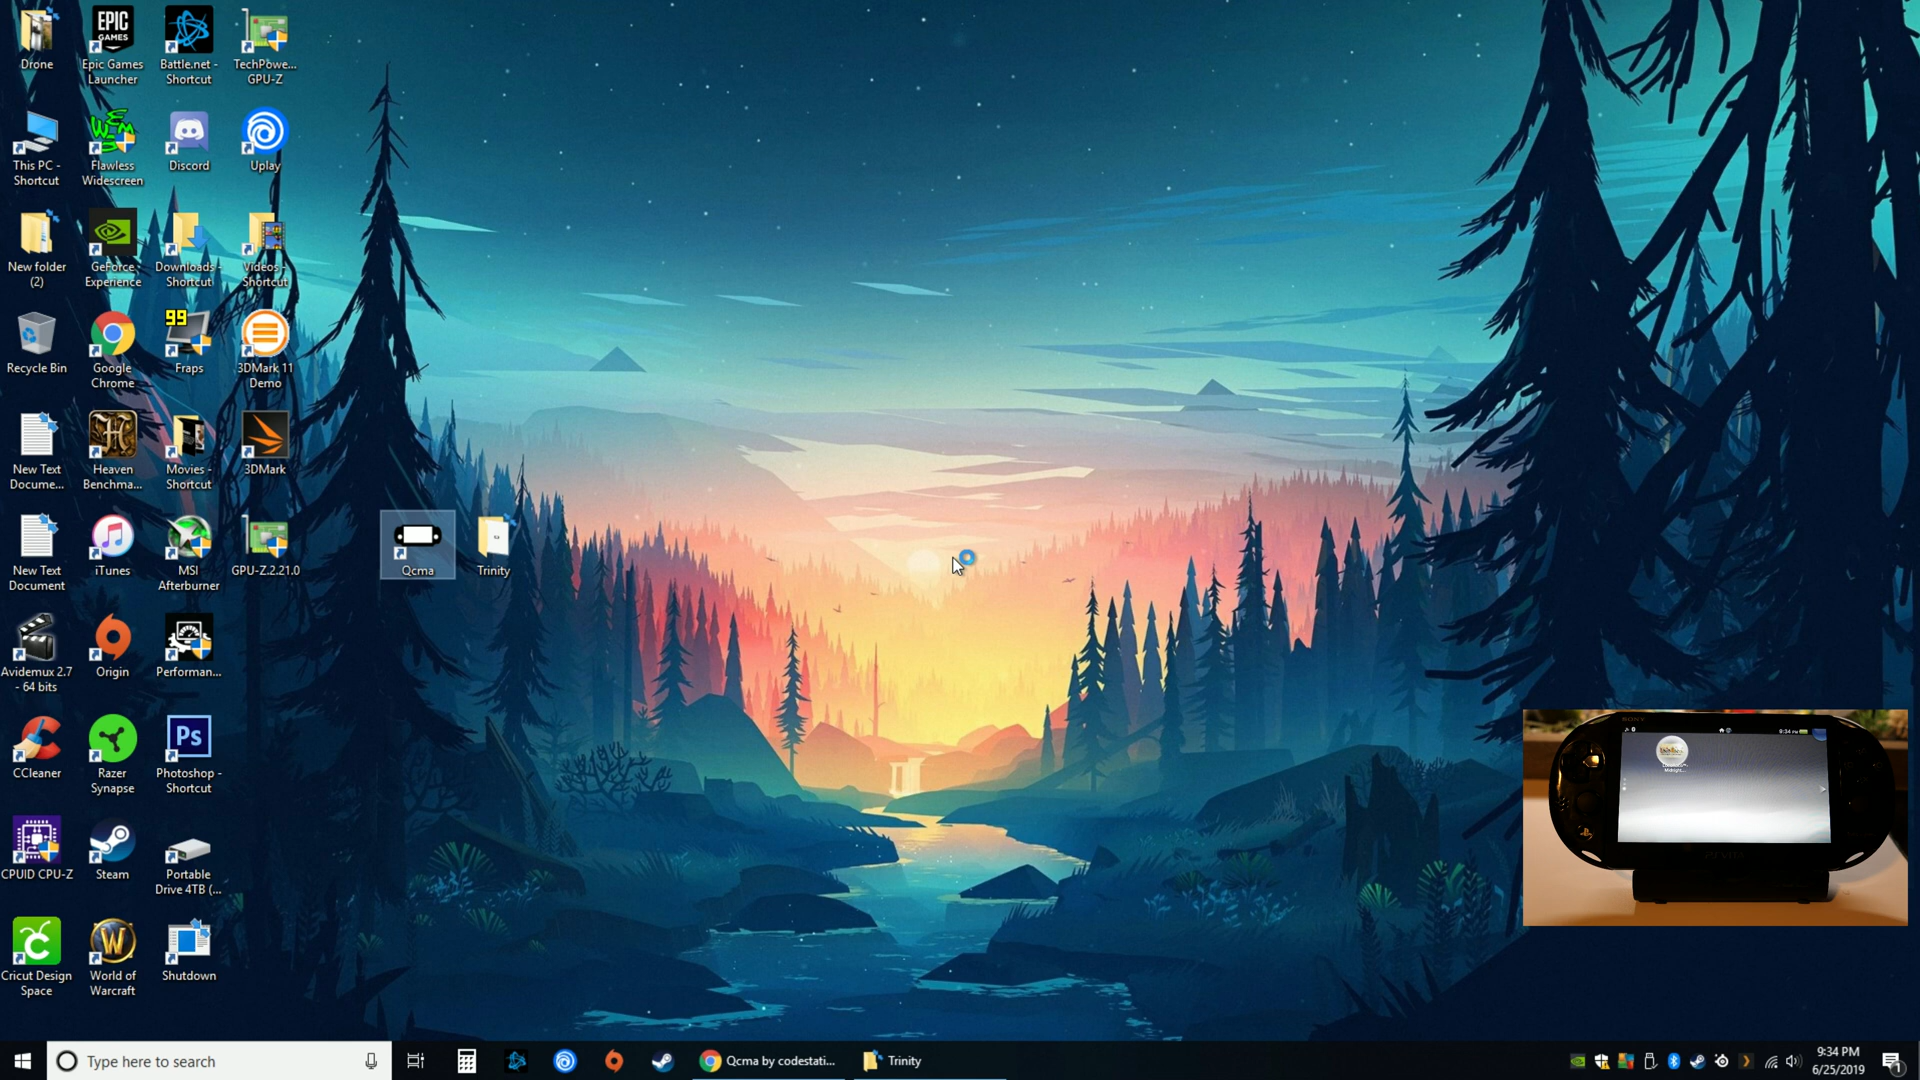 Drone
EPIC
GAMES
Epic Games
Launcher
Battle.net -
Shortcut
TechPowe...
GPU-Z
This PC -
Shortcut
Flawless
Widescreen
Discord
Uplay
New folder
(2)
GeForce
Experience
Downloads -
Shortcut
Videos -
Shortcut
Recycle Bin
Google
Chrome
99
Fraps
3DMark 11
Demo
New Text
Docume...
Heaven
Benchma...
Movies -
Shortcut
3DMark
New Text
Document
iTunes
MSI
Afterburner
GPU-Z.2.21.0
Qcma
Trinity
Avidemux 2.7
- 64 bits
Origin
Performan...
CCleaner
Razer
Synapse
Ps
Photoshop -
Shortcut
CPUID CPU-Z
Steam
Portable
Drive 4TB (...
Cricut Design
Space
World of
Warcraft
Shutdown
SONY
9:34 PM
Type here to search
Qcma by codestati...
Trinity
9:34 PM
6/25/2019
1